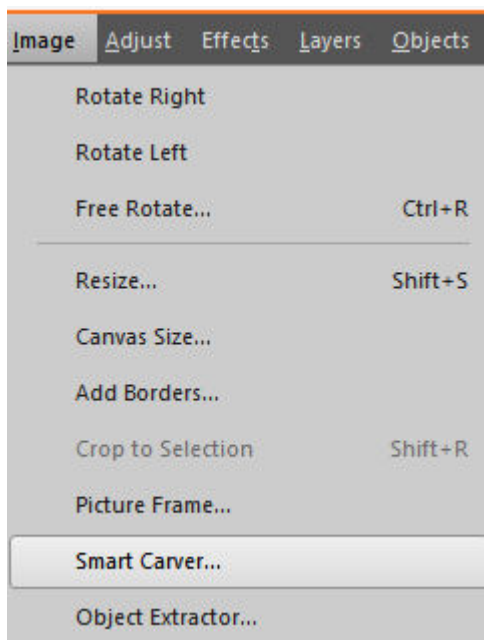 Image Adjust Effects Layers Objects
Rotate Right
Rotate Left
Free Rotate... Ctrl+R
Resize... Shift+S
Canvas Size...
Add Borders...
Crop to Selection Shift+R
Picture Frame...
Smart Carver...
Object Extractor...